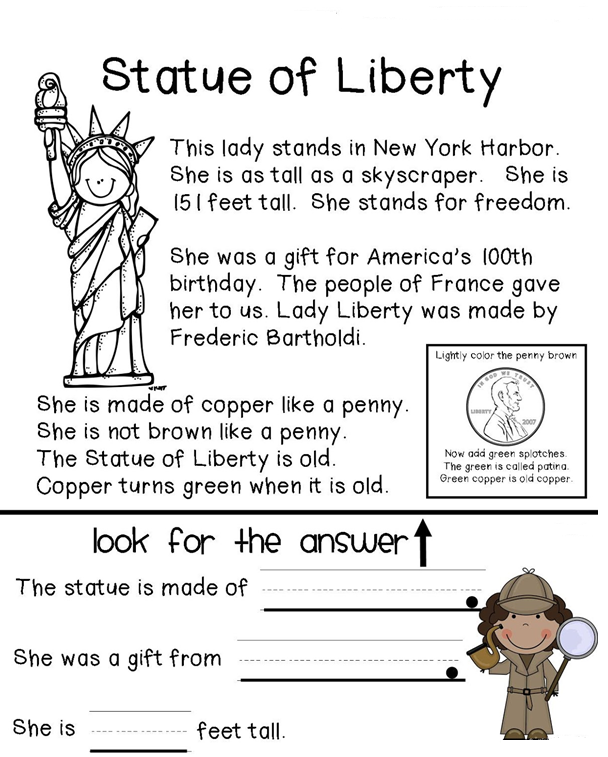 Statue of Liberty
This lady stands in New York Harbor.
She is as tall as a skyscraper. She is
151 feet tall. She stands for freedom.
She was a gift for America's 100th
birthday. The people of France gave
her to us. Lady Liberty was made by
Frederic Bartholdi.
She is made of copper like a penny.
She is not brown like a penny.
The Statue of Liberty is old.
Copper turns green when it is old.
Lightly color the penny brown
IN GOD WE TRUST
LIBERTY
2007
Now add green splotches.
The green is called patina.
Green copper is old copper.
look for the answer
The statue is made of .
She was a gift from .
She is feet tall.